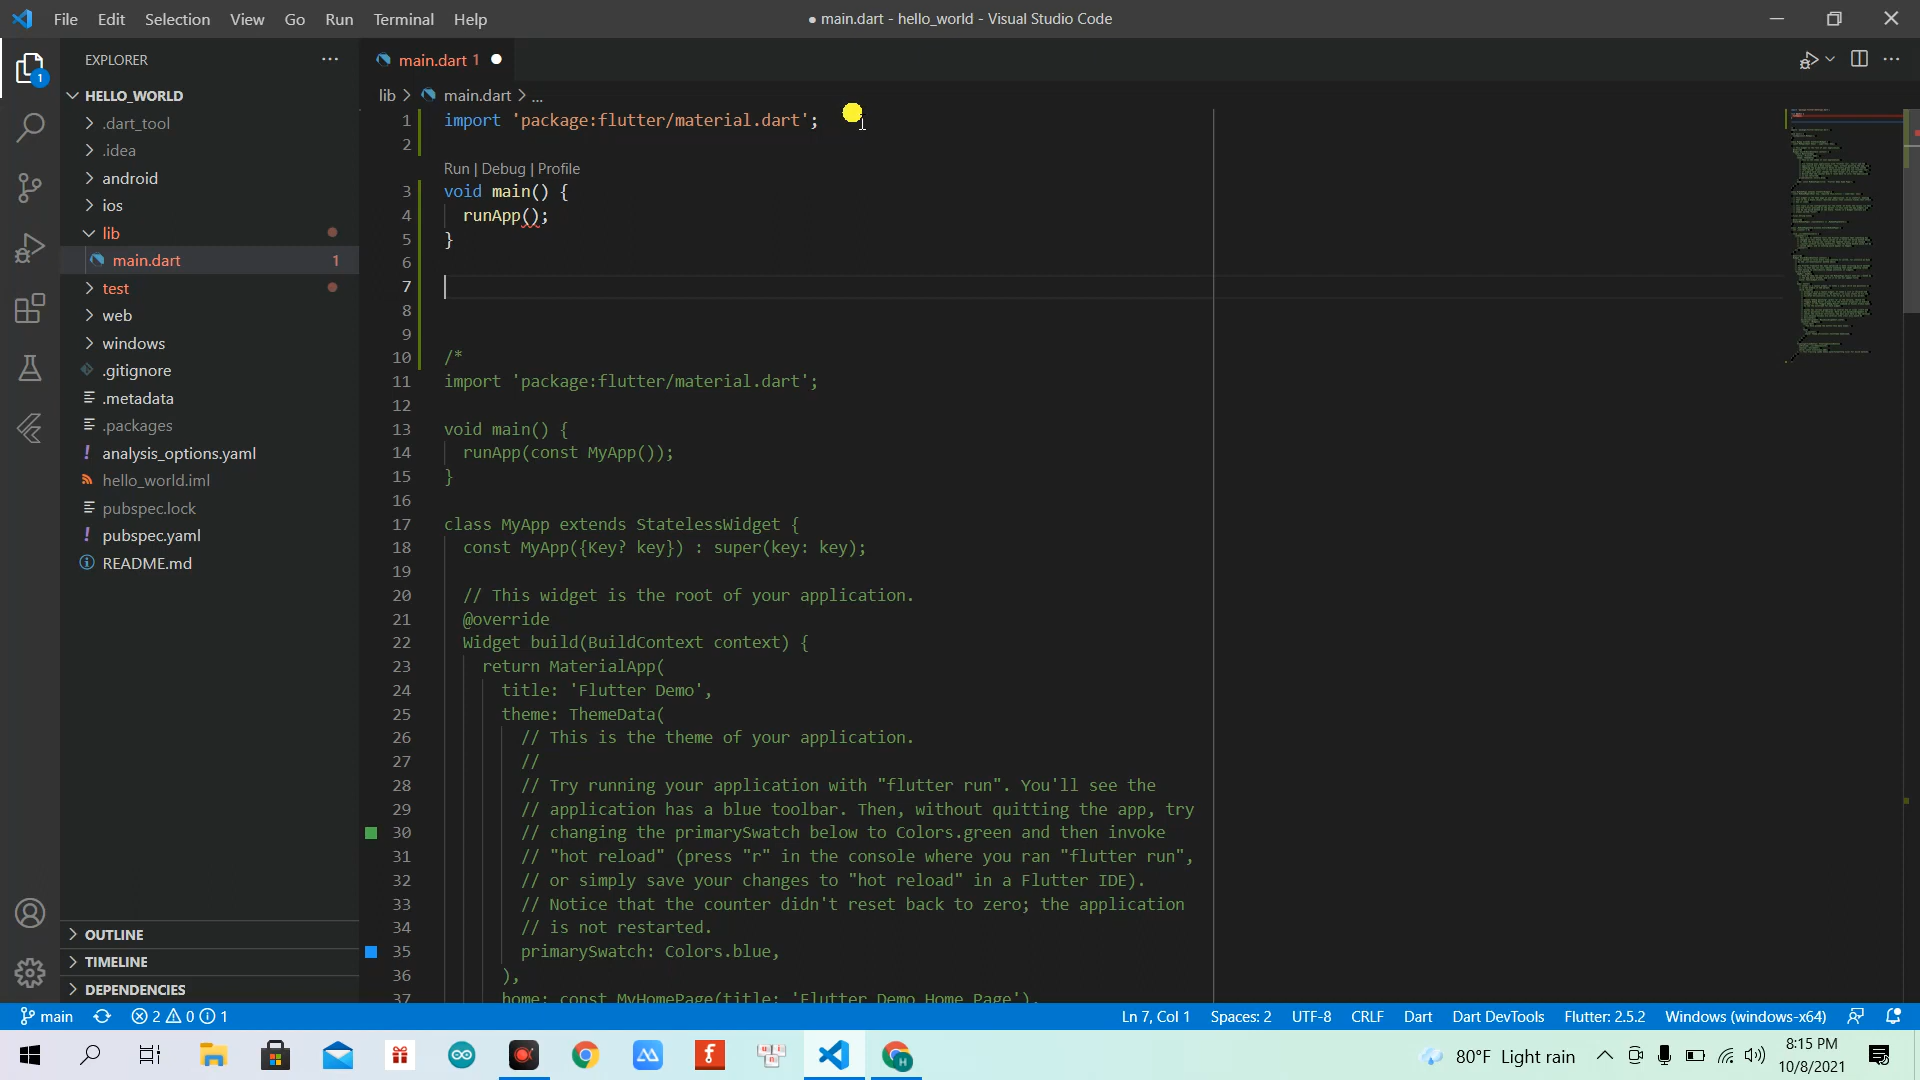 File Edit Selection View Go Run Terminal Help
● main.dart - hello_world - Visual Studio Code
EXPLORER
HELLO_WORLD
.dart_tool
.idea
android
ios
lib
main.dart 1
test
web
windows
.gitignore
.metadata
.packages
analysis_options.yaml
hello_world.iml
pubspec.lock
pubspec.yaml
README.md
OUTLINE
TIMELINE
DEPENDENCIES
main.dart 1
lib > main.dart > ...
1 import 'package:flutter/material.dart';
2
Run | Debug | Profile
3 void main() {
4 runApp();
5 }
6
7
8
9
10 /*
11 import 'package:flutter/material.dart';
12
13 void main() {
14 runApp(const MyApp());
15 }
16
17 class MyApp extends StatelessWidget {
18 const MyApp({Key? key}) : super(key: key);
19
20 // This widget is the root of your application.
21 @override
22 Widget build(BuildContext context) {
23 return MaterialApp(
24 title: 'Flutter Demo',
25 theme: ThemeData(
26 // This is the theme of your application.
27 //
28 // Try running your application with "flutter run". You'll see the
29 // application has a blue toolbar. Then, without quitting the app, try
30 // changing the primarySwatch below to Colors.green and then invoke
31 // "hot reload" (press "r" in the console where you ran "flutter run",
32 // or simply save your changes to "hot reload" in a Flutter IDE).
33 // Notice that the counter didn't reset back to zero; the application
34 // is not restarted.
35 primarySwatch: Colors.blue,
36 ),
37 home: const MyHomePage(title: 'Flutter Demo Home Page'),
main 2 0 1
Ln 7, Col 1 Spaces: 2 UTF-8 CRLF Dart Dart DevTools Flutter: 2.5.2 Windows (windows-x64)
80°F Light rain
8:15 PM
10/8/2021